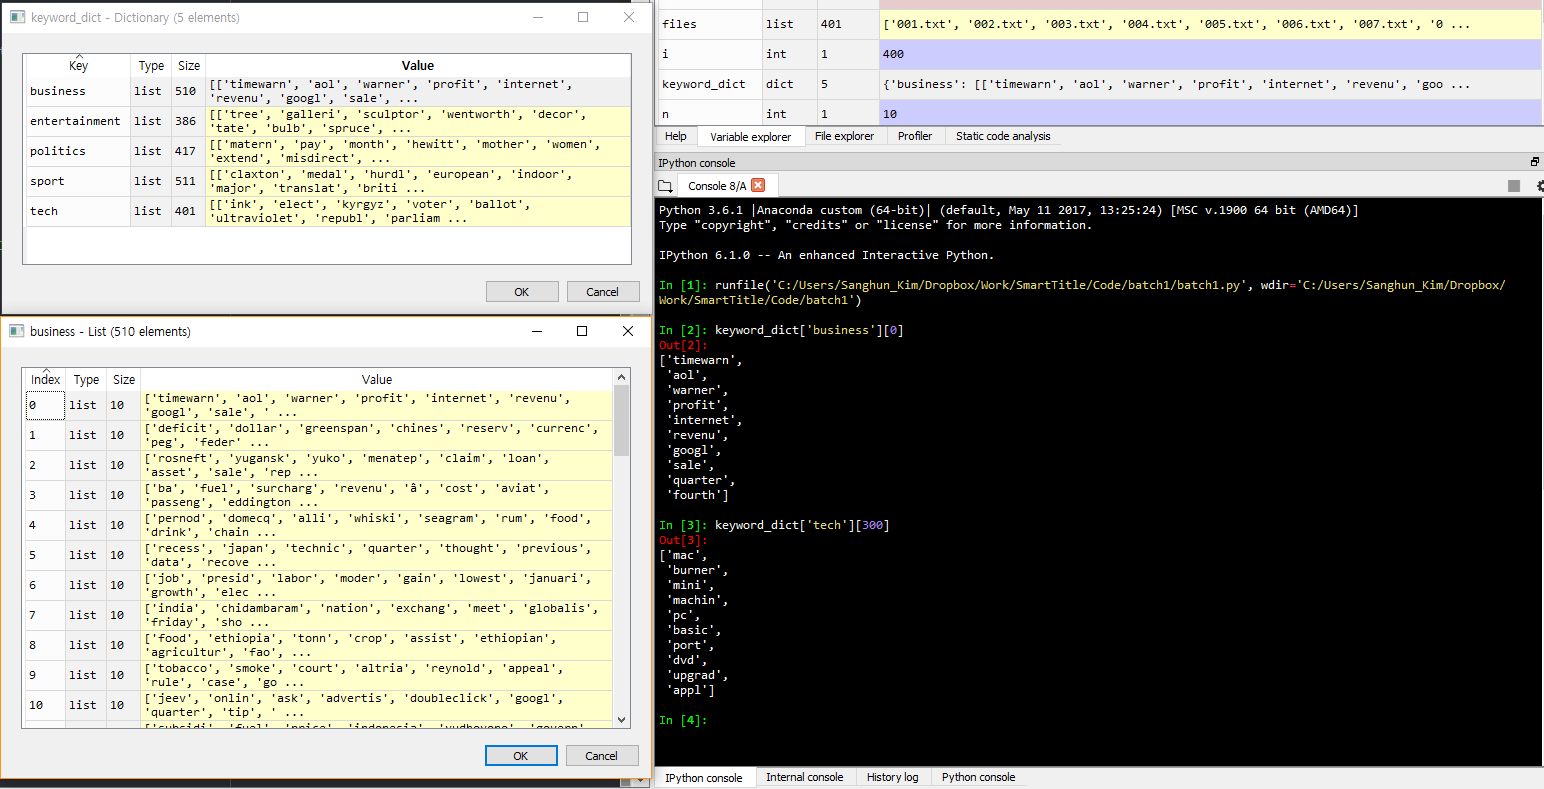 keyword_dict - Dictionary (5 elements)
Key Type Size Value
business list 510 [['timewarn', 'aol', 'warner', 'profit', 'internet',
'revenu', 'googl', 'sale', ...
entertainment list 386 [['tree', 'galleri', 'sculptor', 'wentworth', 'decor',
'tate', 'bulb', 'spruce', ...
politics list 417 [['matern', 'pay', 'month', 'hewitt', 'mother', 'women',
'extend', 'misdirect', ...
sport list 511 [['claxton', 'medal', 'hurdl', 'european', 'indoor',
'major', 'translat', 'briti ...
tech list 401 [['ink', 'elect', 'kyrgyz', 'voter', 'ballot',
'ultraviolet', 'republ', 'parliam ...
OK Cancel
business - List (510 elements)
Index Type Size Value
0 list 10 ['timewarn', 'aol', 'warner', 'profit', 'internet', 'revenu',
'googl', 'sale', ' ...
1 list 10 ['deficit', 'dollar', 'greenspan', 'chines', 'reserv', 'currenc',
'peg', 'feder' ...
2 list 10 ['rosneft', 'yugansk', 'yuko', 'menatep', 'claim', 'loan',
'asset', 'sale', 'rep ...
3 list 10 ['ba', 'fuel', 'surcharg', 'revenu', 'â', 'cost', 'aviat',
'passeng', 'eddington ...
4 list 10 ['pernod', 'domecq', 'alli', 'whiski', 'seagram', 'rum', 'food',
'drink', 'chain ...
5 list 10 ['recess', 'japan', 'technic', 'quarter', 'thought', 'previous',
'data', 'recove ...
6 list 10 ['job', 'presid', 'labor', 'moder', 'gain', 'lowest', 'januari',
'growth', 'elec ...
7 list 10 ['india', 'chidambaram', 'nation', 'exchang', 'meet', 'globalis',
'friday', 'sho ...
8 list 10 ['food', 'ethiopia', 'tonn', 'crop', 'assist', 'ethiopian',
'agricultur', 'fao', ...
9 list 10 ['tobacco', 'smoke', 'court', 'altria', 'reynold', 'appeal',
'rule', 'case', 'go ...
10 list 10 ['jeev', 'onlin', 'ask', 'advertis', 'doubleclick', 'googl',
'quarter', 'tip', ' ...
['subsidi', 'fuel', 'price', 'indonesia', 'yudhoyono', 'govern',
OK Cancel
files list 401 ['001.txt', '002.txt', '003.txt', '004.txt', '005.txt', '006.txt', '007.txt', '0 ...
i int 1 400
keyword_dict dict 5 {'business': [['timewarn', 'aol', 'warner', 'profit', 'internet', 'revenu', 'goo ...
n int 1 10
Help Variable explorer File explorer Profiler Static code analysis
IPython console
Console 8/A
Python 3.6.1 |Anaconda custom (64-bit)| (default, May 11 2017, 13:25:24) [MSC v.1900 64 bit (AMD64)]
Type "copyright", "credits" or "license" for more information.
IPython 6.1.0 -- An enhanced Interactive Python.
In [1]: runfile('C:/Users/Sanghun_Kim/Dropbox/Work/SmartTitle/Code/batch1/batch1.py', wdir='C:/Users/Sanghun_Kim/Dropbox/
Work/SmartTitle/Code/batch1')
In [2]: keyword_dict['business'][0]
Out[2]:
['timewarn',
'aol',
'warner',
'profit',
'internet',
'revenu',
'googl',
'sale',
'quarter',
'fourth']
In [3]: keyword_dict['tech'][300]
Out[3]:
['mac',
'burner',
'mini',
'machin',
'pc',
'basic',
'port',
'dvd',
'upgrad',
'appl']
In [4]:
IPython console Internal console History log Python console